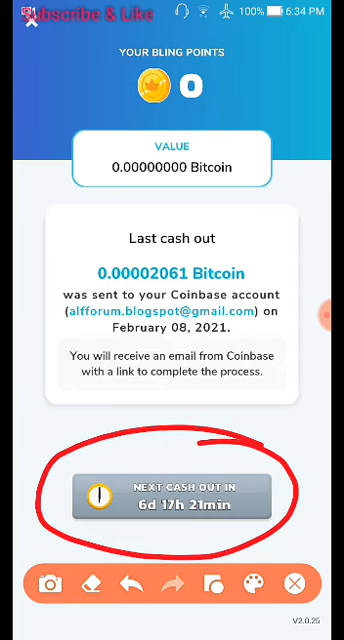 Subscribe & Like
100% 6:34 PM
YOUR BLING POINTS
0
VALUE
0.00000000 Bitcoin
Last cash out
0.00002061 Bitcoin
was sent to your Coinbase account
(alfforum.blogspot@gmail.com) on
February 08, 2021.
You will receive an email from Coinbase
with a link to complete the process.
NEXT CASH OUT IN
6d 17h 21min
V2.0.25